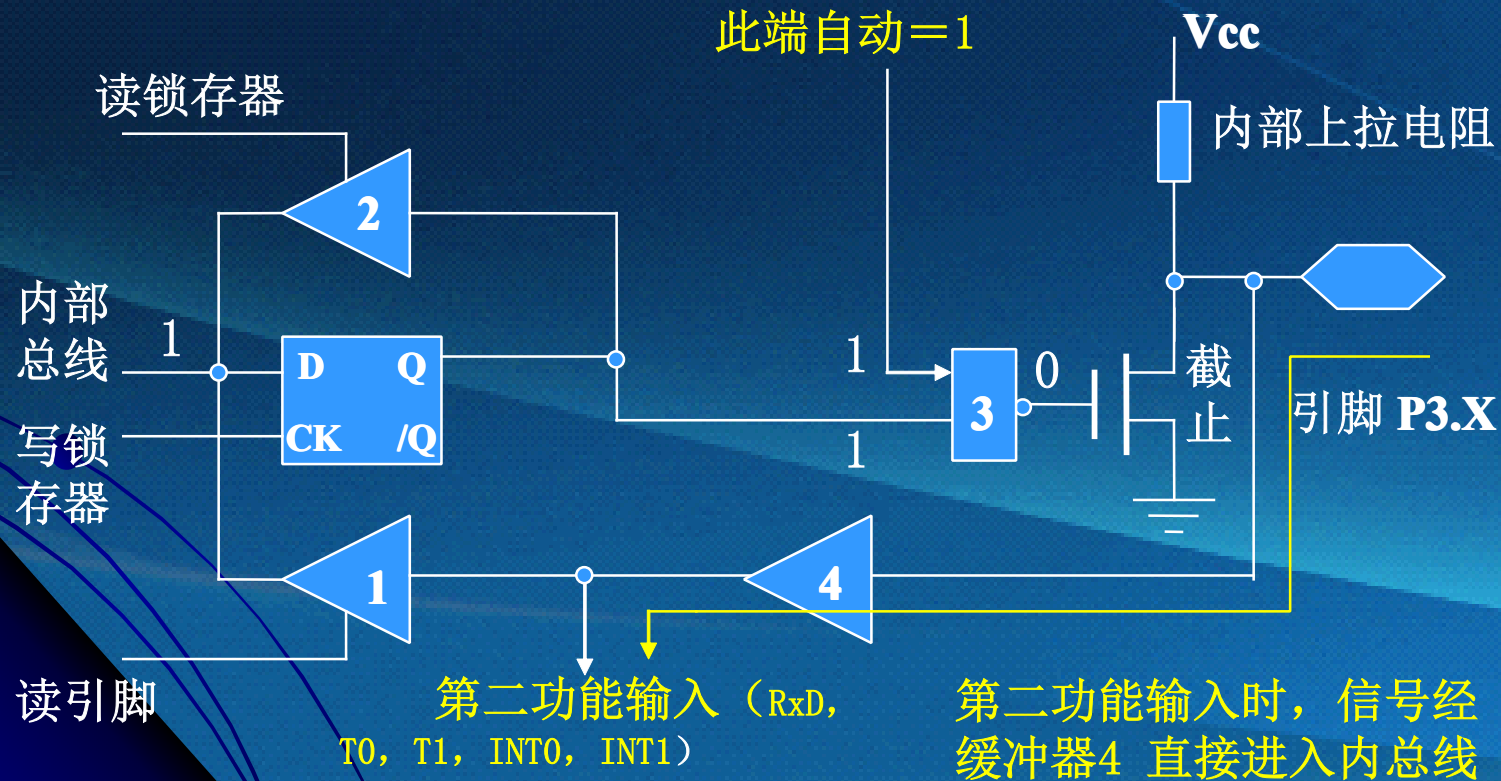 此端自动＝1
Vcc
读锁存器
内部上拉电阻
2
内部
总线
1
D Q
1
0
截
止
3
引脚 P3.X
写锁
存器
CK /Q
1
1
4
读引脚
第二功能输入（RxD，
T0，T1，INT0，INT1）
第二功能输入时，信号经
缓冲器4 直接进入内总线